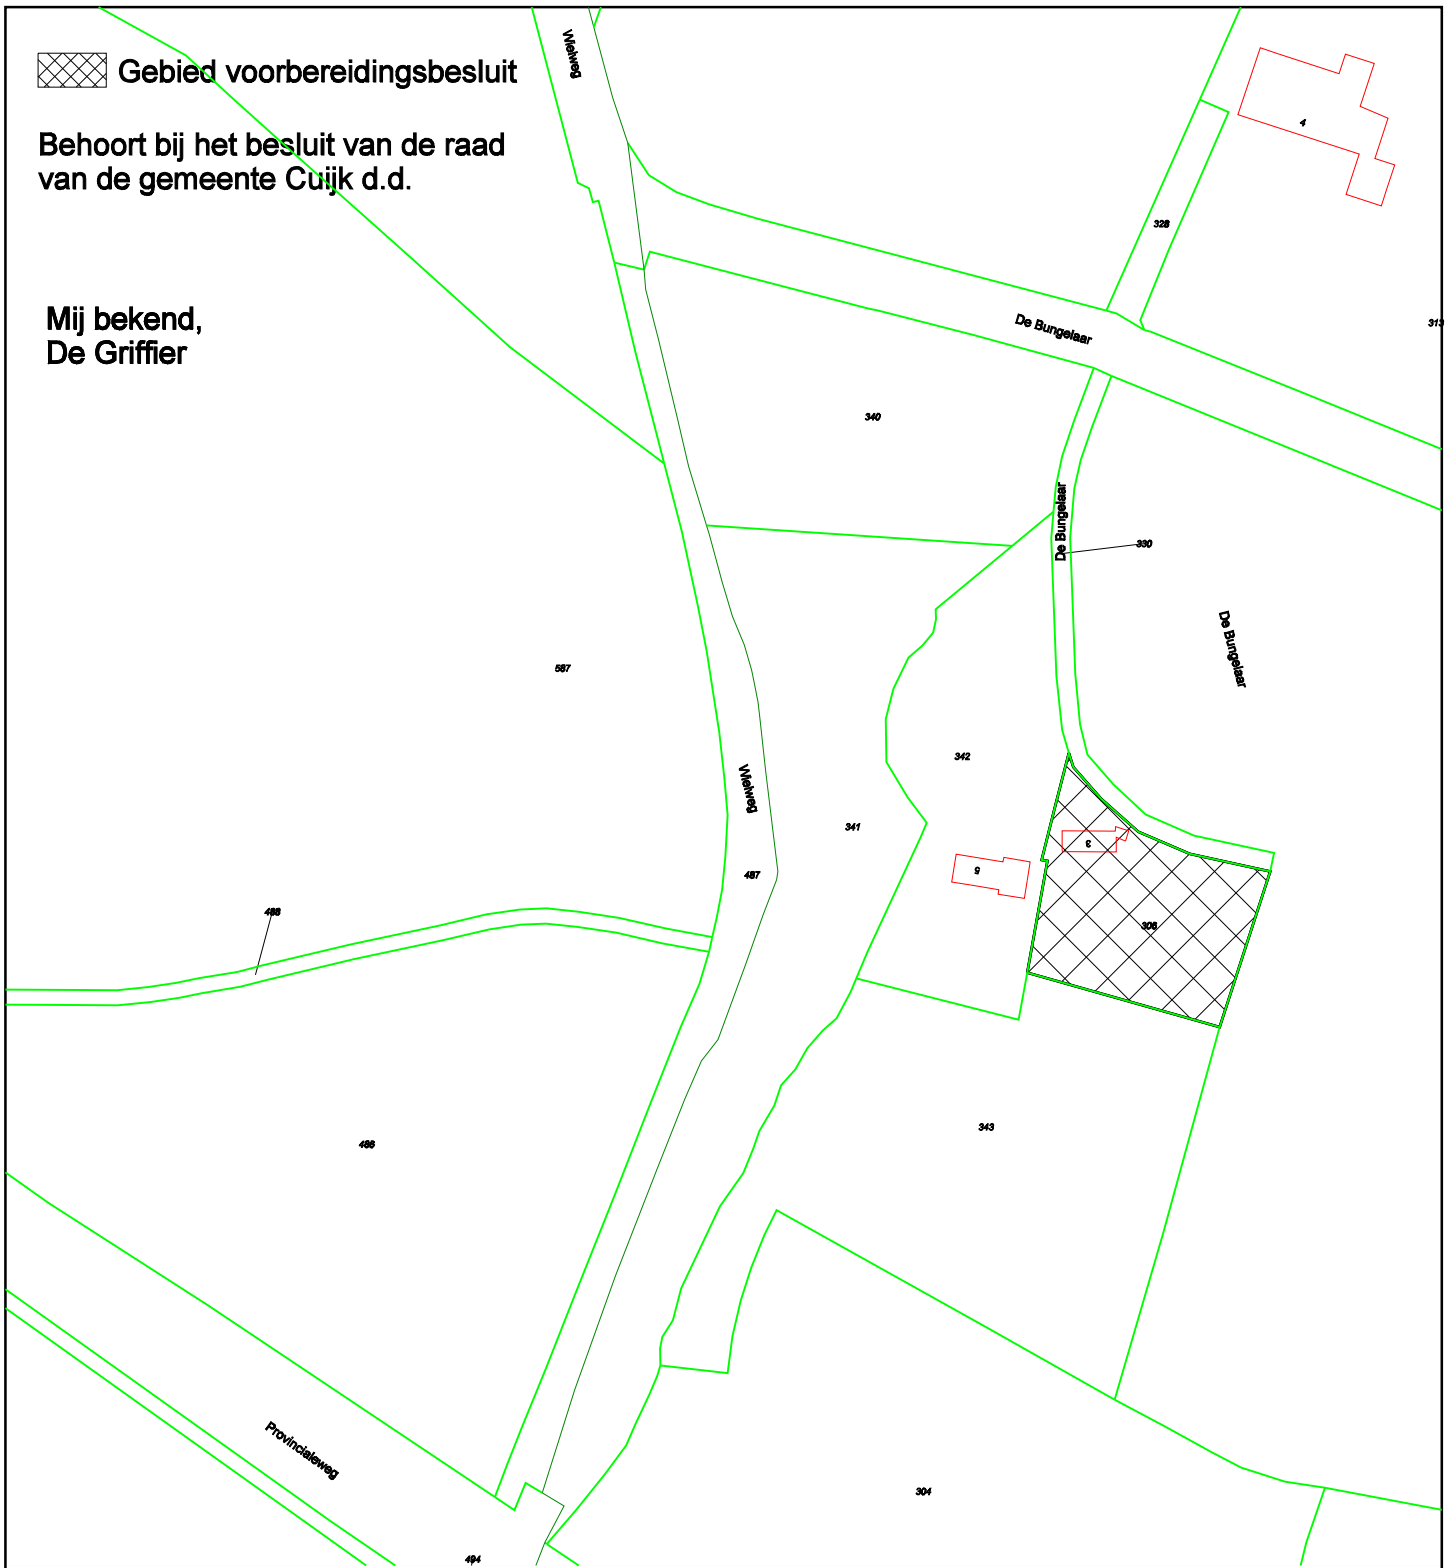 Wielweg
Gebied voorbereidingsbesluit
Behoort bij het besluit van de raad
van de gemeente Cuijk d.d.
Mij bekend,
De Griffier
4
328
313
De Bungelaar
340
De Bungelaar
330
De Bungelaar
587
342
Wielweg
341
3
5
487
308
488
343
486
Provincialeweg
304
494